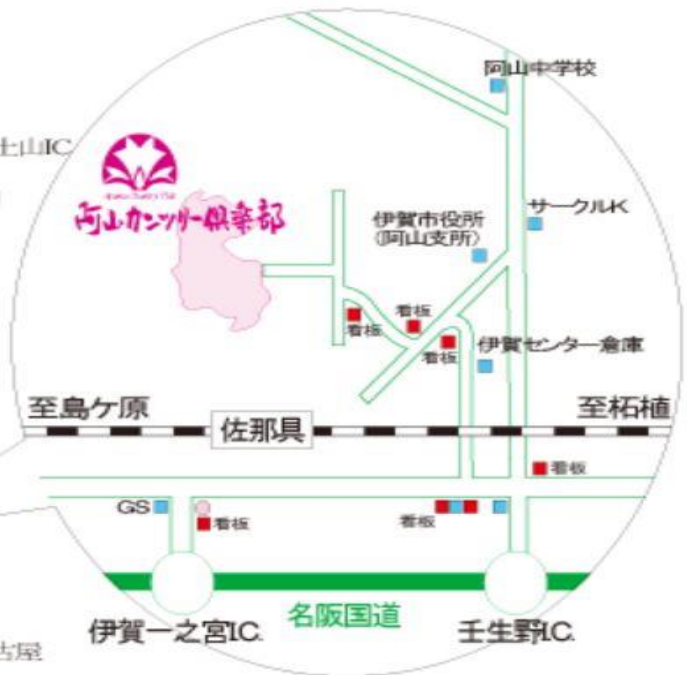 阿山中学校
土山IC
阿山カンツリー倶楽部
サークルK
伊賀市役所
(阿山支所)
看板
看板
看板
伊賀センター倉庫
至島ケ原
佐那具
至柘植
看板
GS
看板
看板
名阪国道
伊賀一之宮IC.
壬生野IC.
古屋